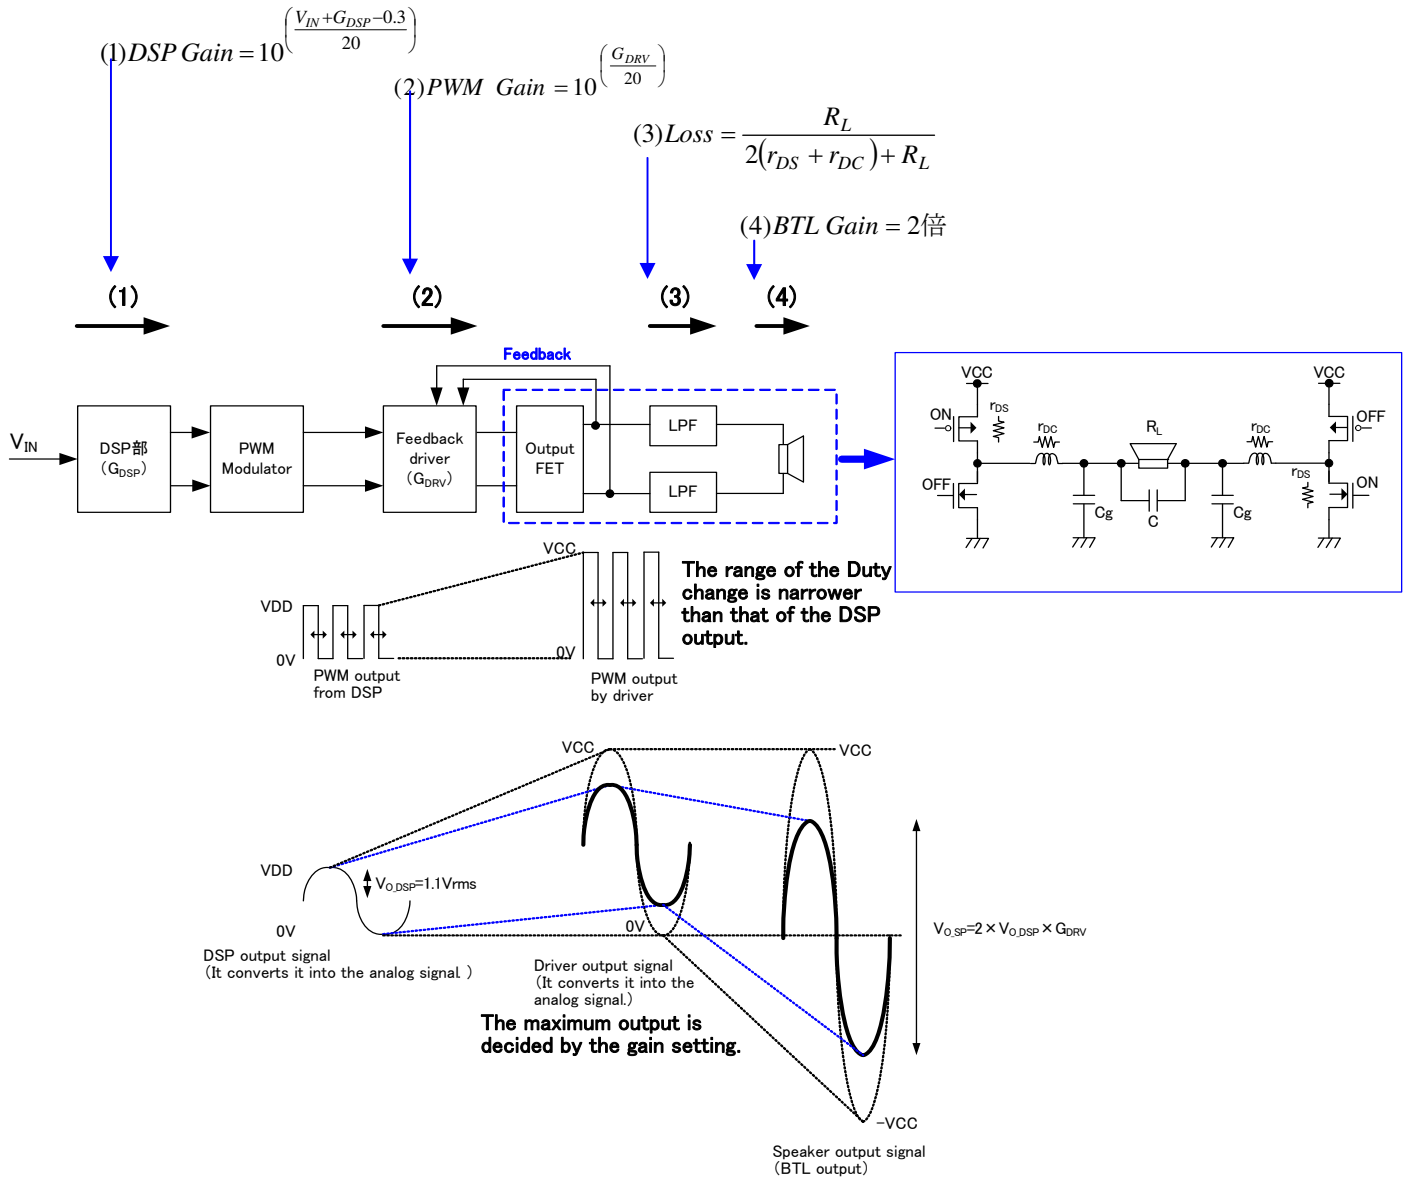 (1)DSP Gain = 10^((V_IN + G_DSP − 0.3)/20)
(2)PWM Gain = 10^(G_DRV/20)
(3)Loss = R_L / (2(r_DS + r_DC) + R_L)
(4)BTL Gain = 2倍
(1)
(2)
(3)
(4)
Feedback
V_IN
DSP部
(G_DSP)
PWM
Modulator
Feedback
driver
(G_DRV)
Output
FET
LPF
LPF
VCC
VCC
ON
r_DS
r_DC
R_L
r_DC
OFF
OFF
Cg
C
Cg
r_DS
ON
VCC
VDD
0V
0V
PWM output
from DSP
PWM output
by driver
The range of the Duty
change is narrower
than that of the DSP
output.
VCC
VCC
VDD
V_O_DSP=1.1Vrms
0V
0V
V_O_SP=2×V_O_DSP×G_DRV
DSP output signal
(It converts it into the analog signal. )
Driver output signal
(It converts it into the
analog signal.)
The maximum output is
decided by the gain setting.
-VCC
Speaker output signal
(BTL output)